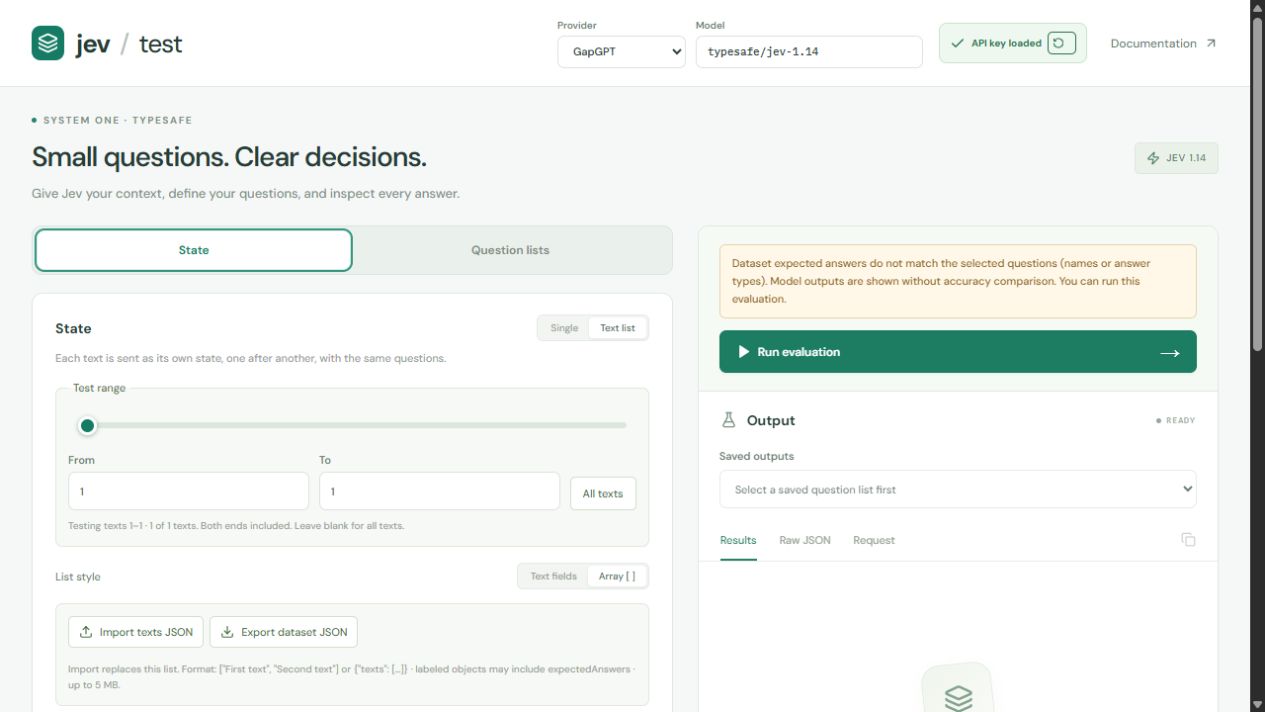 jev / test
Provider
GapGPT
Model
typesafe/jev-1.14
API key loaded
Documentation
SYSTEM ONE · TYPESAFE
Small questions. Clear decisions.
Give Jev your context, define your questions, and inspect every answer.
JEV 1.14
State
Question lists
State
Single
Text list
Each text is sent as its own state, one after another, with the same questions.
Test range
From
To
1
1
All texts
Testing texts 1–1 · 1 of 1 texts. Both ends included. Leave blank for all texts.
List style
Text fields
Array [ ]
Import texts JSON
Export dataset JSON
Import replaces this list. Format: ["First text", "Second text"] or {"texts": [...]} · labeled objects may include expectedAnswers ·
up to 5 MB.
Dataset expected answers do not match the selected questions (names or answer
types). Model outputs are shown without accuracy comparison. You can run this
evaluation.
Run evaluation
Output
READY
Saved outputs
Select a saved question list first
Results
Raw JSON
Request